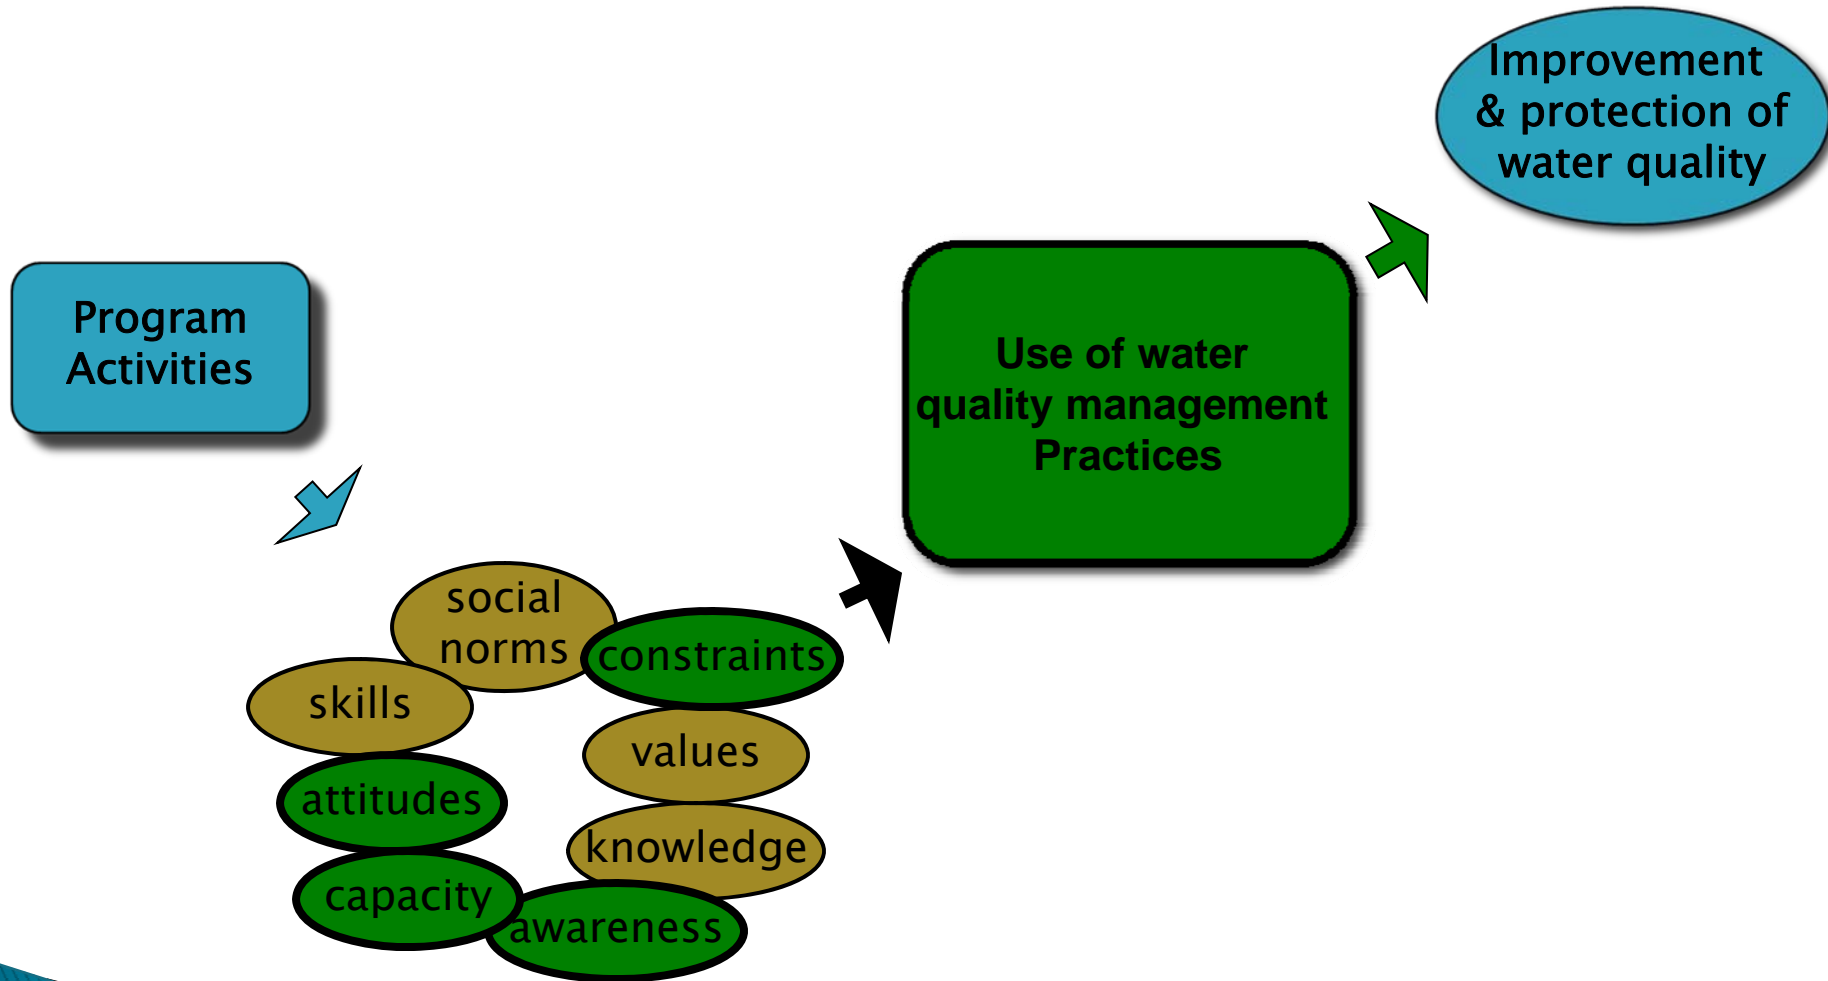 Improvement
& protection of
water quality
Program
Activities
Use of water
quality management
Practices
social
norms
constraints
skills
values
attitudes
knowledge
capacity
awareness